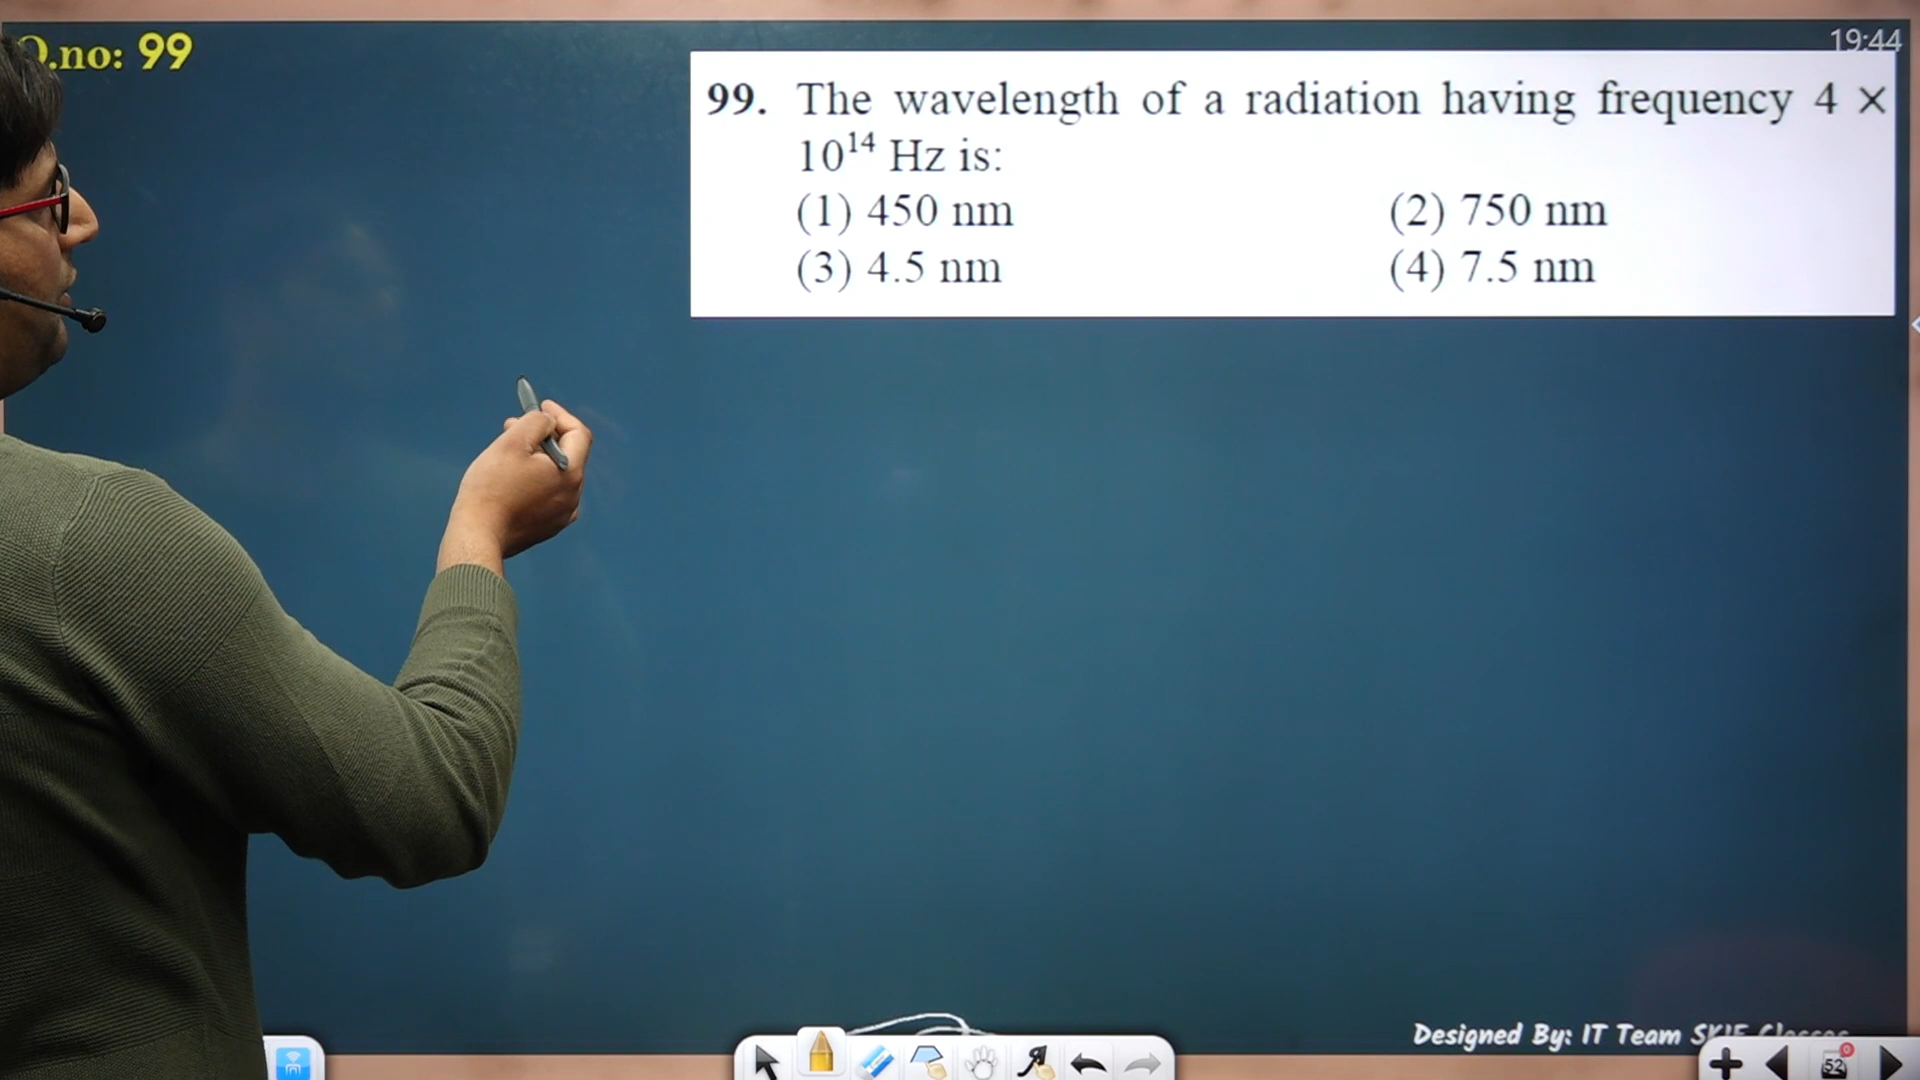 .no: 99
19:44
99. The wavelength of a radiation having frequency 4 ×
10¹⁴ Hz is:
(1) 450 nm (2) 750 nm
(3) 4.5 nm (4) 7.5 nm
Designed By: IT Team
52
0